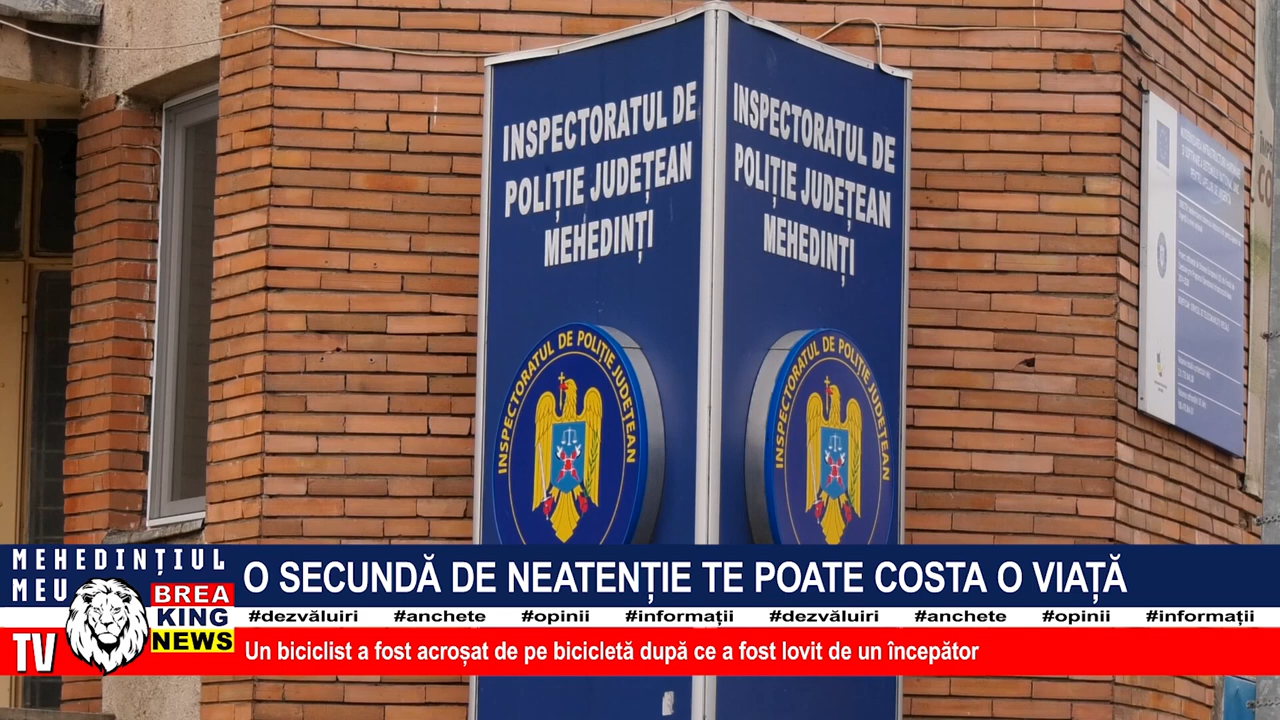 INSPECTORATUL DE
POLIȚIE JUDEȚEAN
MEHEDINȚI
INSPECTORATUL DE POLIȚIE JUDEȚEAN
INSPECTORATUL DE
POLIȚIE JUDEȚEAN
MEHEDINȚI
INSPECTORATUL DE POLIȚIE JUDEȚEAN
MEHEDINȚIUL
MEU
TV
BREA
KING
NEWS
O SECUNDĂ DE NEATENȚIE TE POATE COSTA O VIAȚĂ
#dezvăluiri #anchete #opinii #informații #dezvăluiri #anchete #opinii #informații
Un biciclist a fost acroșat de pe bicicletă după ce a fost lovit de un începător